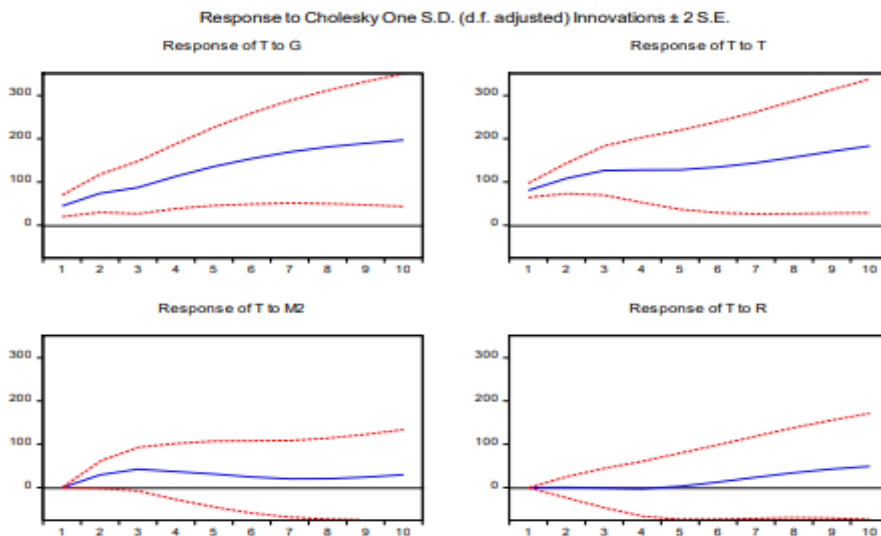 Response to Cholesky One S.D. (d.f. adjusted) Innovations ± 2 S.E.
Response of T to G
300
200
100
0
1 2 3 4 5 6 7 8 9 10
Response of T to T
300
200
100
0
1 2 3 4 5 6 7 8 9 10
Response of T to M2
300
200
100
0
1 2 3 4 5 6 7 8 9 10
Response of T to R
300
200
100
0
1 2 3 4 5 6 7 8 9 10